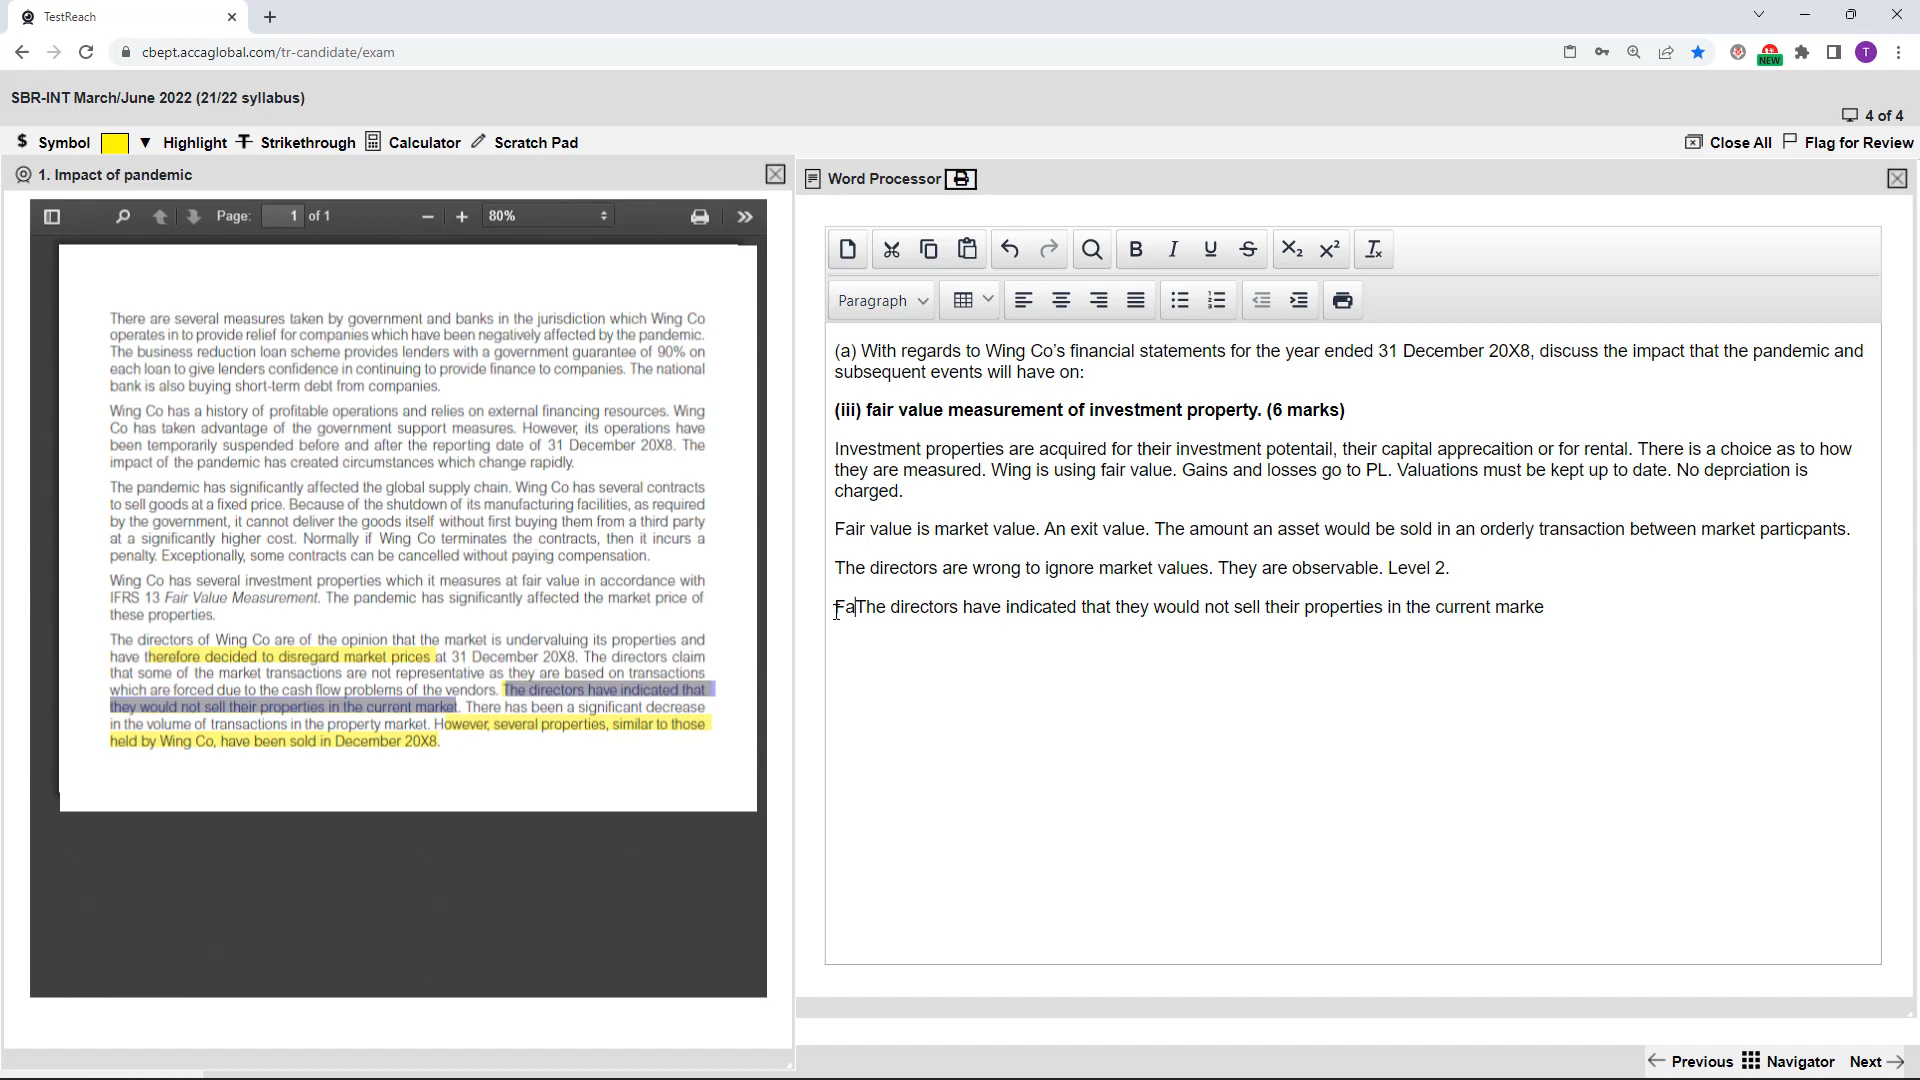 TestReach
cbept.accaglobal.com/tr-candidate/exam
NEW
T
SBR-INT March/June 2022 (21/22 syllabus)
4 of 4
$ Symbol Highlight Strikethrough Calculator Scratch Pad
Close All Flag for Review
1. Impact of pandemic
Page: 1 of 1
80%
There are several measures taken by government and banks in the jurisdiction which Wing Co
operates in to provide relief for companies which have been negatively affected by the pandemic.
The business reduction loan scheme provides lenders with a government guarantee of 90% on
each loan to give lenders confidence in continuing to provide finance to companies. The national
bank is also buying short-term debt from companies.
Wing Co has a history of profitable operations and relies on external financing resources. Wing
Co has taken advantage of the government support measures. However, its operations have
been temporarily suspended before and after the reporting date of 31 December 20X8. The
impact of the pandemic has created circumstances which change rapidly.
The pandemic has significantly affected the global supply chain. Wing Co has several contracts
to sell goods at a fixed price. Because of the shutdown of its manufacturing facilities, as required
by the government, it cannot deliver the goods itself without first buying them from a third party
at a significantly higher cost. Normally if Wing Co terminates the contracts, then it incurs a
penalty. Exceptionally, some contracts can be cancelled without paying compensation.
Wing Co has several investment properties which it measures at fair value in accordance with
IFRS 13 Fair Value Measurement. The pandemic has significantly affected the market price of
these properties.
The directors of Wing Co are of the opinion that the market is undervaluing its properties and
have therefore decided to disregard market prices at 31 December 20X8. The directors claim
that some of the market transactions are not representative as they are based on transactions
which are forced due to the cash flow problems of the vendors. The directors have indicated that
they would not sell their properties in the current market. There has been a significant decrease
in the volume of transactions in the property market. However, several properties, similar to those
held by Wing Co, have been sold in December 20X8.
Word Processor
B I U S X₂ X² Tx
Paragraph
(a) With regards to Wing Co’s financial statements for the year ended 31 December 20X8, discuss the impact that the pandemic and
subsequent events will have on:
(iii) fair value measurement of investment property. (6 marks)
Investment properties are acquired for their investment potentail, their capital apprecaition or for rental. There is a choice as to how
they are measured. Wing is using fair value. Gains and losses go to PL. Valuations must be kept up to date. No deprciation is
charged.
Fair value is market value. An exit value. The amount an asset would be sold in an orderly transaction between market particpants.
The directors are wrong to ignore market values. They are observable. Level 2.
FaThe directors have indicated that they would not sell their properties in the current marke
Previous Navigator Next